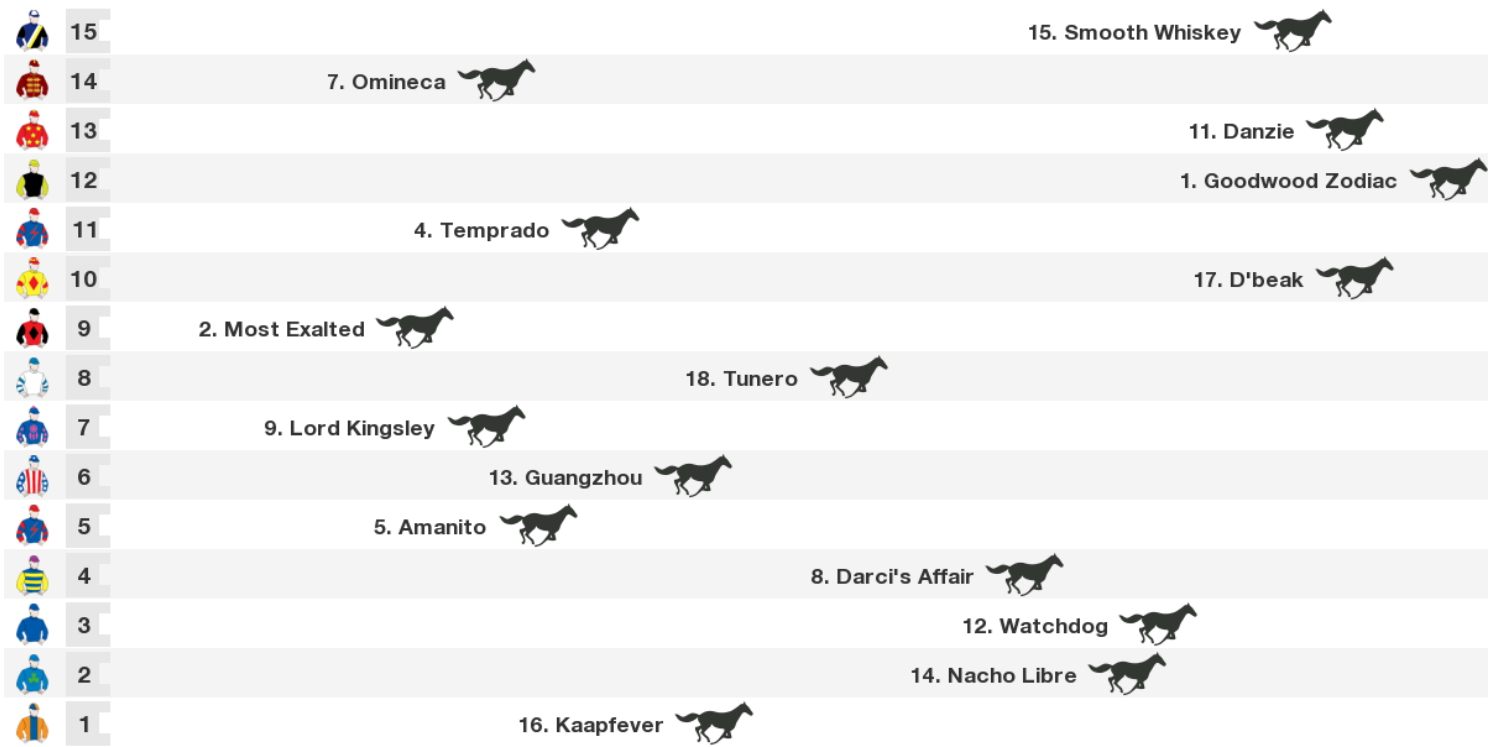 15 15. Smooth Whiskey
14 7. Omineca
13 11. Danzie
12 1. Goodwood Zodiac
11 4. Temprado
10 17. D'beak
9 2. Most Exalted
8 18. Tunero
7 9. Lord Kingsley
6 13. Guangzhou
5 5. Amanito
4 8. Darci's Affair
3 12. Watchdog
2 14. Nacho Libre
1 16. Kaapfever